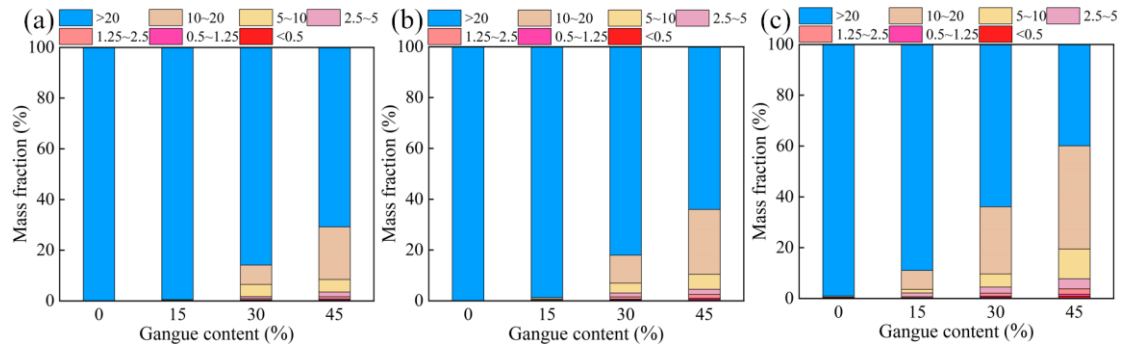 (a) >20 10~20 5~10 2.5~5
1.25~2.5 0.5~1.25 <0.5
100
80
60
40
20
0
Mass fraction (%)
0 15 30 45
Gangue content (%)
(b) >20 10~20 5~10 2.5~5
1.25~2.5 0.5~1.25 <0.5
100
80
60
40
20
0
Mass fraction (%)
0 15 30 45
Gangue content (%)
(c) >20 10~20 5~10 2.5~5
1.25~2.5 0.5~1.25 <0.5
100
80
60
40
20
0
Mass fraction (%)
0 15 30 45
Gangue content (%)